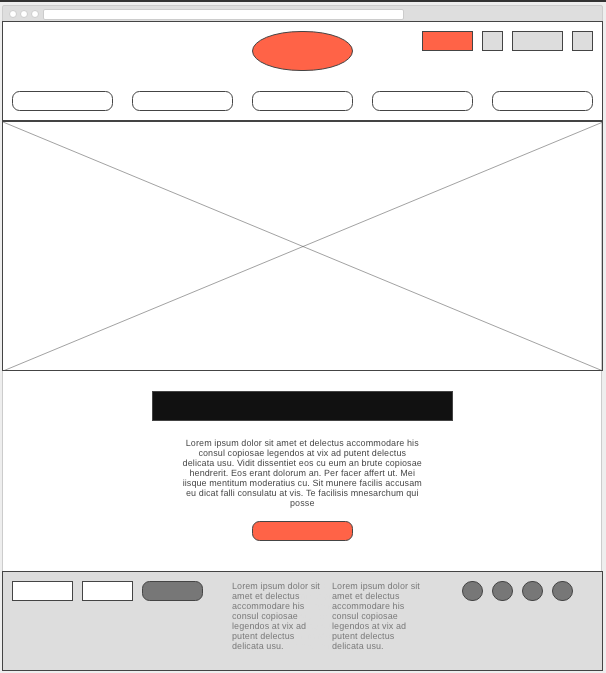 Lorem ipsum dolor sit amet et delectus accommodare his
consul copiosae legendos at vix ad putent delectus
delicata usu. Vidit dissentiet eos cu eum an brute copiosae
hendrerit. Eos erant dolorum an. Per facer affert ut. Mei
iisque mentitum moderatius cu. Sit munere facilis accusam
eu dicat falli consulatu at vis. Te facilisis mnesarchum qui
posse
Lorem ipsum dolor sit
amet et delectus
accommodare his
consul copiosae
legendos at vix ad
putent delectus
delicata usu.
Lorem ipsum dolor sit
amet et delectus
accommodare his
consul copiosae
legendos at vix ad
putent delectus
delicata usu.